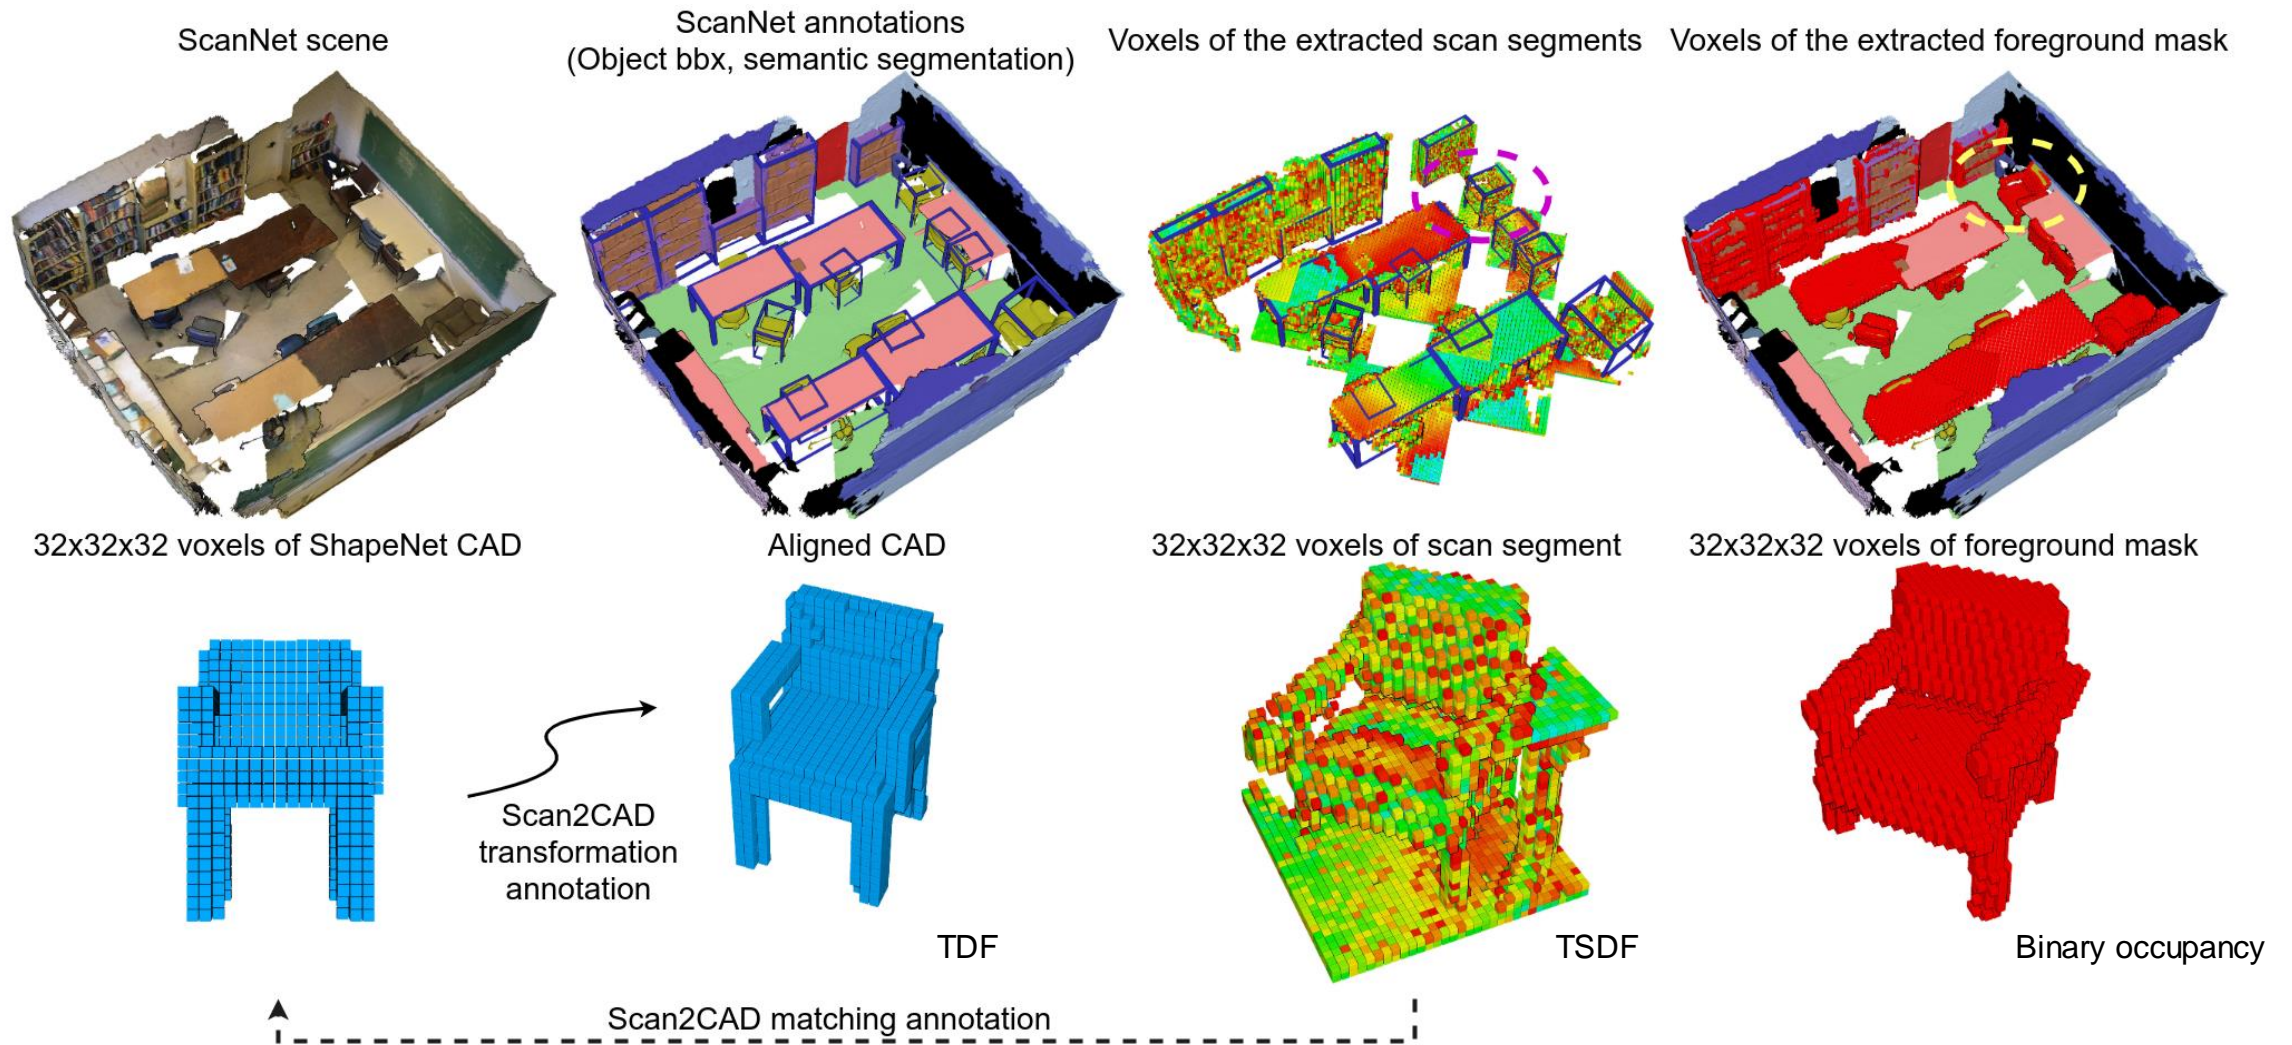 ScanNet scene
ScanNet annotations
(Object bbx, semantic segmentation)
Voxels of the extracted scan segments
Voxels of the extracted foreground mask
32x32x32 voxels of ShapeNet CAD
Aligned CAD
32x32x32 voxels of scan segment
32x32x32 voxels of foreground mask
Scan2CAD
transformation
annotation
TDF
TSDF
Binary occupancy
Scan2CAD matching annotation